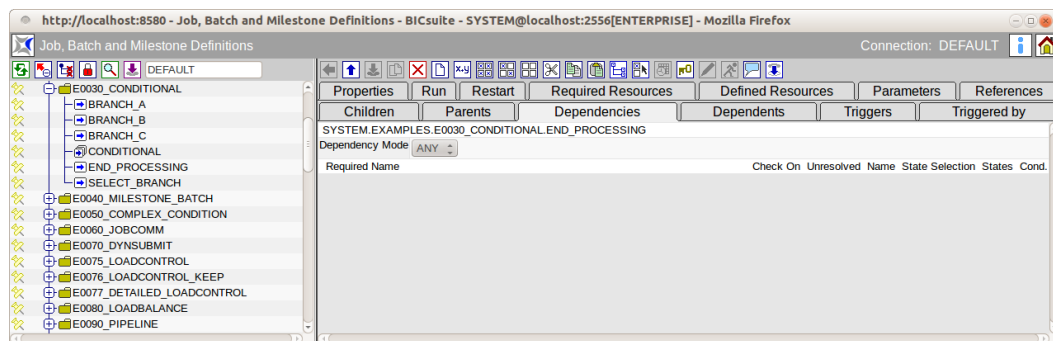 http://localhost:8580 - Job, Batch and Milestone Definitions - BICsuite - SYSTEM@localhost:2556[ENTERPRISE] - Mozilla Firefox
Job, Batch and Milestone Definitions
Connection: DEFAULT
DEFAULT
E0030_CONDITIONAL
BRANCH_A
BRANCH_B
BRANCH_C
CONDITIONAL
END_PROCESSING
SELECT_BRANCH
E0040_MILESTONE_BATCH
E0050_COMPLEX_CONDITION
E0060_JOBCOMM
E0070_DYNSUBMIT
E0075_LOADCONTROL
E0076_LOADCONTROL_KEEP
E0077_DETAILED_LOADCONTROL
E0080_LOADBALANCE
E0090_PIPELINE
Properties Run Restart Required Resources Defined Resources Parameters References
Children Parents Dependencies Dependents Triggers Triggered by
SYSTEM.EXAMPLES.E0030_CONDITIONAL.END_PROCESSING
Dependency Mode ANY
Required Name Check On Unresolved Name State Selection States Cond.